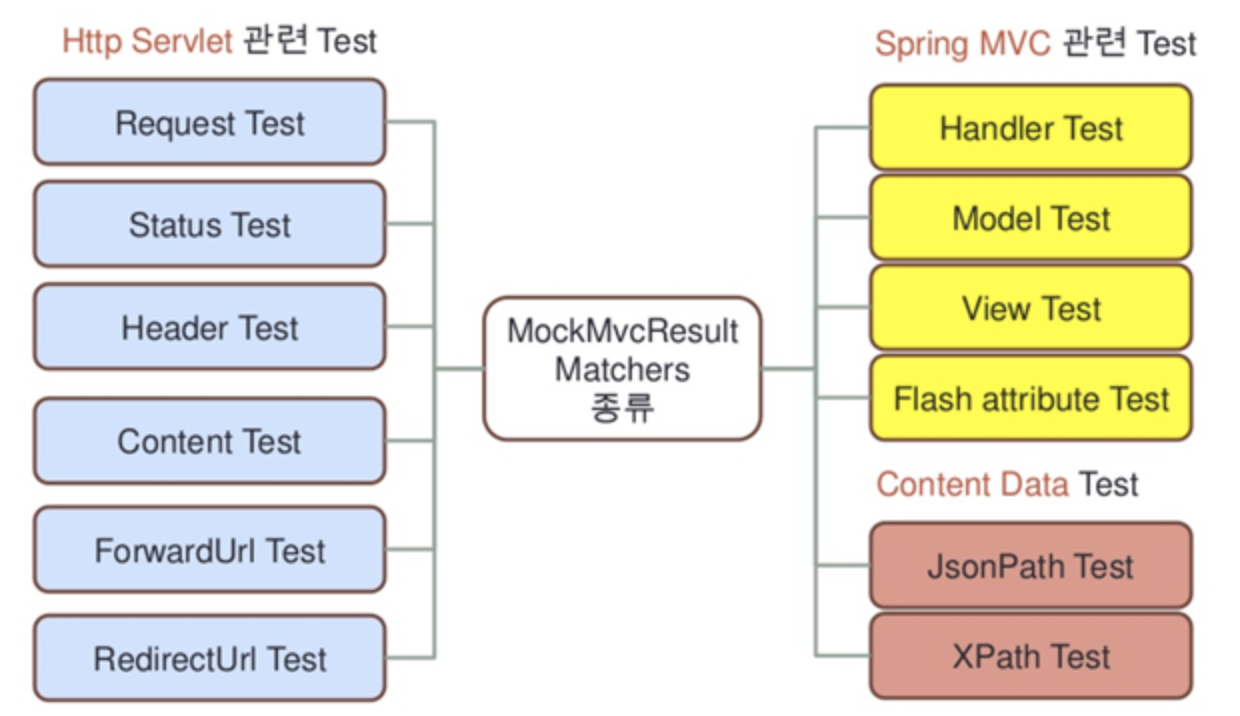 Http Servlet 관련 Test
Request Test
Status Test
Header Test
Content Test
ForwardUrl Test
RedirectUrl Test
MockMvcResult
Matchers
종류
Spring MVC 관련 Test
Handler Test
Model Test
View Test
Flash attribute Test
Content Data Test
JsonPath Test
XPath Test